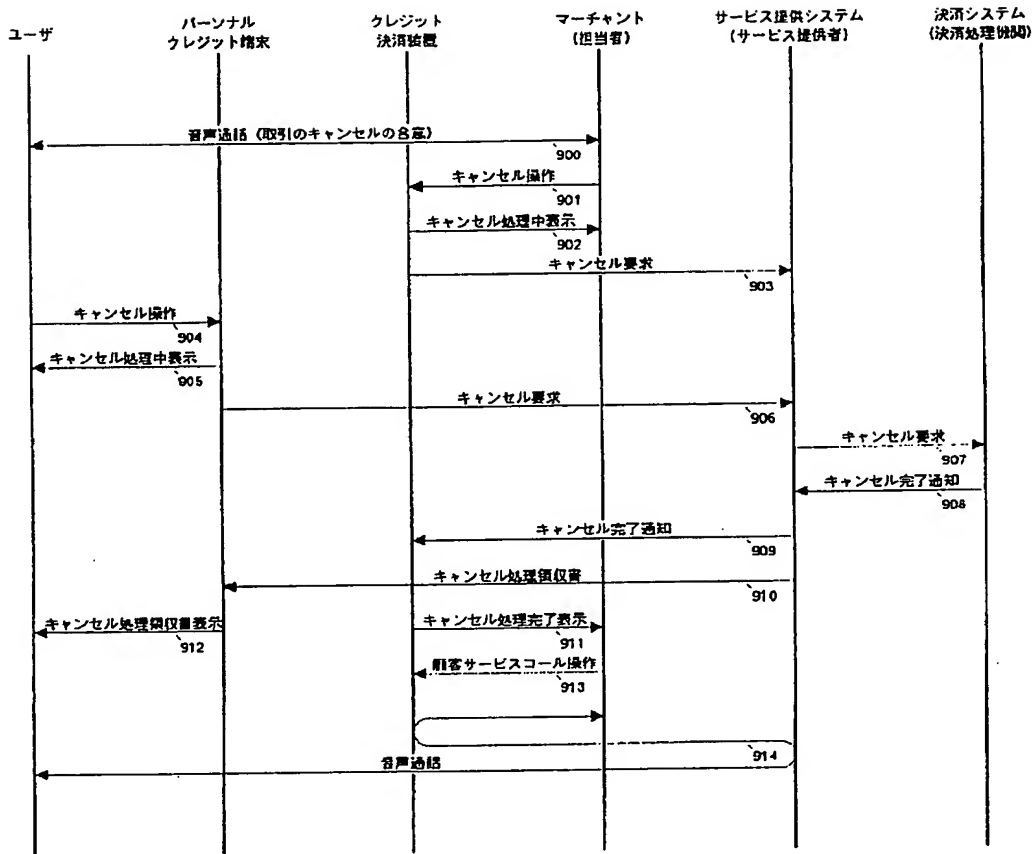 ユーザ
パーソナル
クレジット端末
クレジット
決済装置
マーチャント
(担当者)
サービス提供システム
(サービス提供者)
決済システム
(決済処理機関)
音声通話 (取引のキャンセルの合意)
900
キャンセル操作
901
キャンセル処理中表示
902
キャンセル要求
903
キャンセル操作
904
キャンセル処理中表示
905
キャンセル要求
906
キャンセル要求
907
キャンセル完了通知
908
キャンセル完了通知
909
キャンセル処理領収書
910
キャンセル処理領収書表示
912
キャンセル処理完了表示
911
顧客サービスコール操作
913
914
音声通話